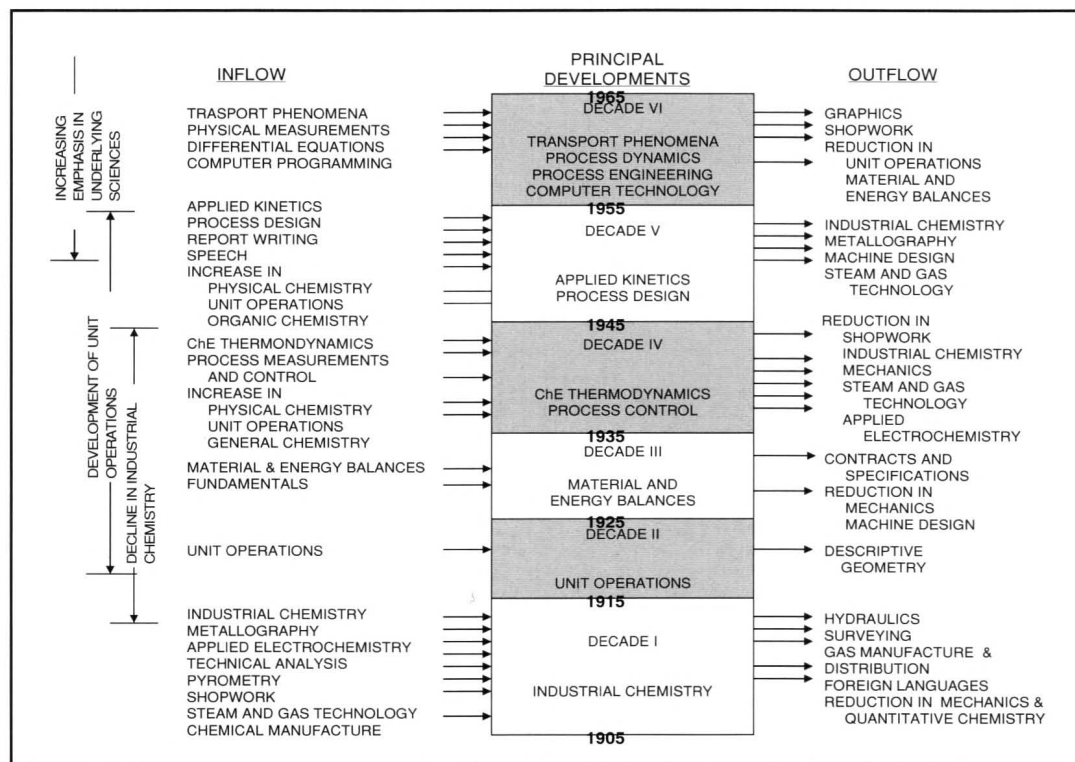 INCREASING
EMPHASIS IN
UNDERLYING
SCIENCES
DEVELOPMENT OF UNIT
OPERATIONS
DECLINE IN INDUSTRIAL
CHEMISTRY
INFLOW
TRASPORT PHENOMENA
PHYSICAL MEASUREMENTS
DIFFERENTIAL EQUATIONS
COMPUTER PROGRAMMING
APPLIED KINETICS
PROCESS DESIGN
REPORT WRITING
SPEECH
INCREASE IN
PHYSICAL CHEMISTRY
UNIT OPERATIONS
ORGANIC CHEMISTRY
ChE THERMONDYNAMICS
PROCESS MEASUREMENTS
AND CONTROL
INCREASE IN
PHYSICAL CHEMISTRY
UNIT OPERATIONS
GENERAL CHEMISTRY
MATERIAL & ENERGY BALANCES
FUNDAMENTALS
UNIT OPERATIONS
INDUSTRIAL CHEMISTRY
METALLOGRAPHY
APPLIED ELECTROCHEMISTRY
TECHNICAL ANALYSIS
PYROMETRY
SHOPWORK
STEAM AND GAS TECHNOLOGY
CHEMICAL MANUFACTURE
PRINCIPAL
DEVELOPMENTS
1965
DECADE VI
TRANSPORT PHENOMENA
PROCESS DYNAMICS
PROCESS ENGINEERING
COMPUTER TECHNOLOGY
1955
DECADE V
APPLIED KINETICS
PROCESS DESIGN
1945
DECADE IV
ChE THERMODYNAMICS
PROCESS CONTROL
1935
DECADE III
MATERIAL AND
ENERGY BALANCES
1925
DECADE II
UNIT OPERATIONS
1915
DECADE I
INDUSTRIAL CHEMISTRY
1905
OUTFLOW
GRAPHICS
SHOPWORK
REDUCTION IN
UNIT OPERATIONS
MATERIAL AND
ENERGY BALANCES
INDUSTRIAL CHEMISTRY
METALLOGRAPHY
MACHINE DESIGN
STEAM AND GAS
TECHNOLOGY
REDUCTION IN
SHOPWORK
INDUSTRIAL CHEMISTRY
MECHANICS
STEAM AND GAS
TECHNOLOGY
APPLIED
ELECTROCHEMISTRY
CONTRACTS AND
SPECIFICATIONS
REDUCTION IN
MECHANICS
MACHINE DESIGN
DESCRIPTIVE
GEOMETRY
HYDRAULICS
SURVEYING
GAS MANUFACTURE &
DISTRIBUTION
FOREIGN LANGUAGES
REDUCTION IN MECHANICS &
QUANTITATIVE CHEMISTRY